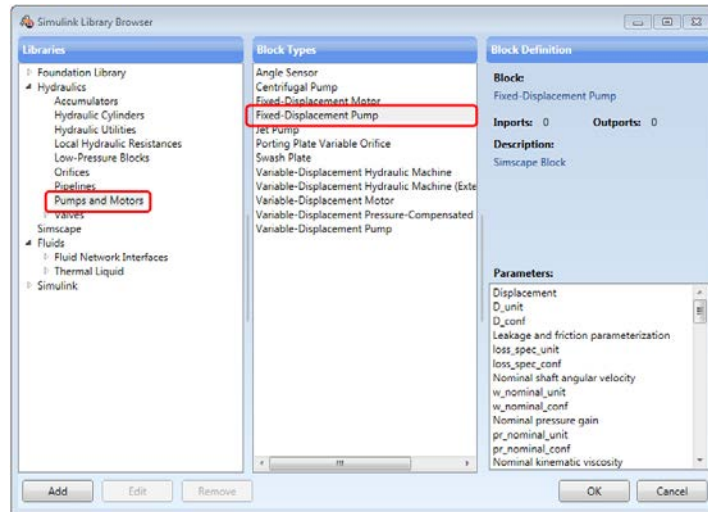 Simulink Library Browser
Libraries
Foundation Library
Hydraulics
Accumulators
Hydraulic Cylinders
Hydraulic Utilities
Local Hydraulic Resistances
Low-Pressure Blocks
Orifices
Pipelines
Pumps and Motors
Valves
Simscape
Fluids
Fluid Network Interfaces
Thermal Liquid
Simulink
Block Types
Angle Sensor
Centrifugal Pump
Fixed-Displacement Motor
Fixed-Displacement Pump
Jet Pump
Porting Plate Variable Orifice
Swash Plate
Variable-Displacement Hydraulic Machine
Variable-Displacement Hydraulic Machine (Exte
Variable-Displacement Motor
Variable-Displacement Pressure-Compensated
Variable-Displacement Pump
Block Definition
Block:
Fixed-Displacement Pump
Inports: 0 Outports: 0
Description:
Simscape Block
Parameters:
Displacement
D_unit
D_conf
Leakage and friction parameterization
loss_spec_unit
loss_spec_conf
Nominal shaft angular velocity
w_nominal_unit
w_nominal_conf
Nominal pressure gain
pr_nominal_unit
pr_nominal_conf
Nominal kinematic viscosity
Add Edit Remove OK Cancel